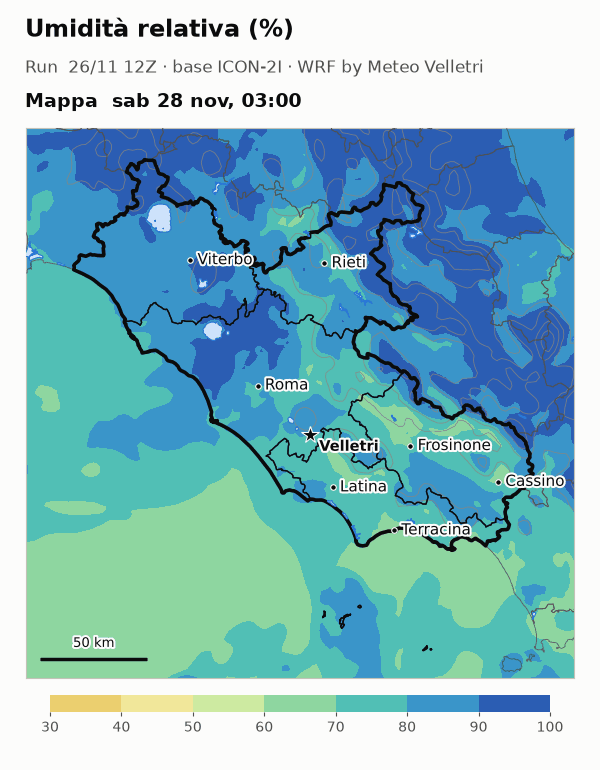 Umidità relativa (%)
Run  26/11 12Z · base ICON-2I · WRF by Meteo Velletri
Mappa  sab 28 nov, 03:00
Viterbo
Rieti
Roma
Velletri
Frosinone
Cassino
Latina
Terracina
50 km
30 40 50 60 70 80 90 100